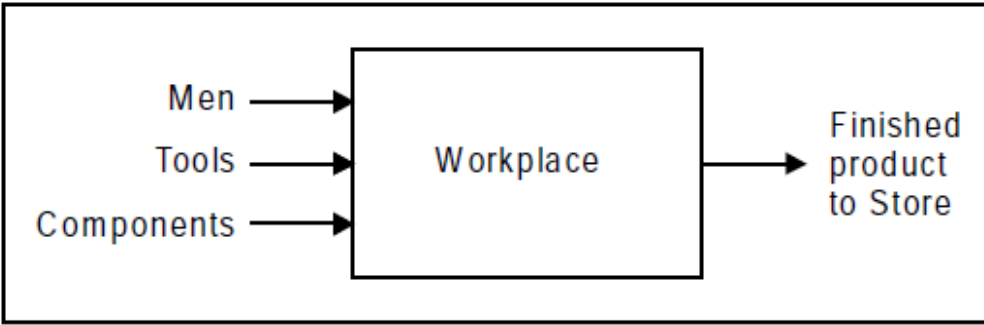 Men
Tools
Components
Workplace
Finished
product
to Store